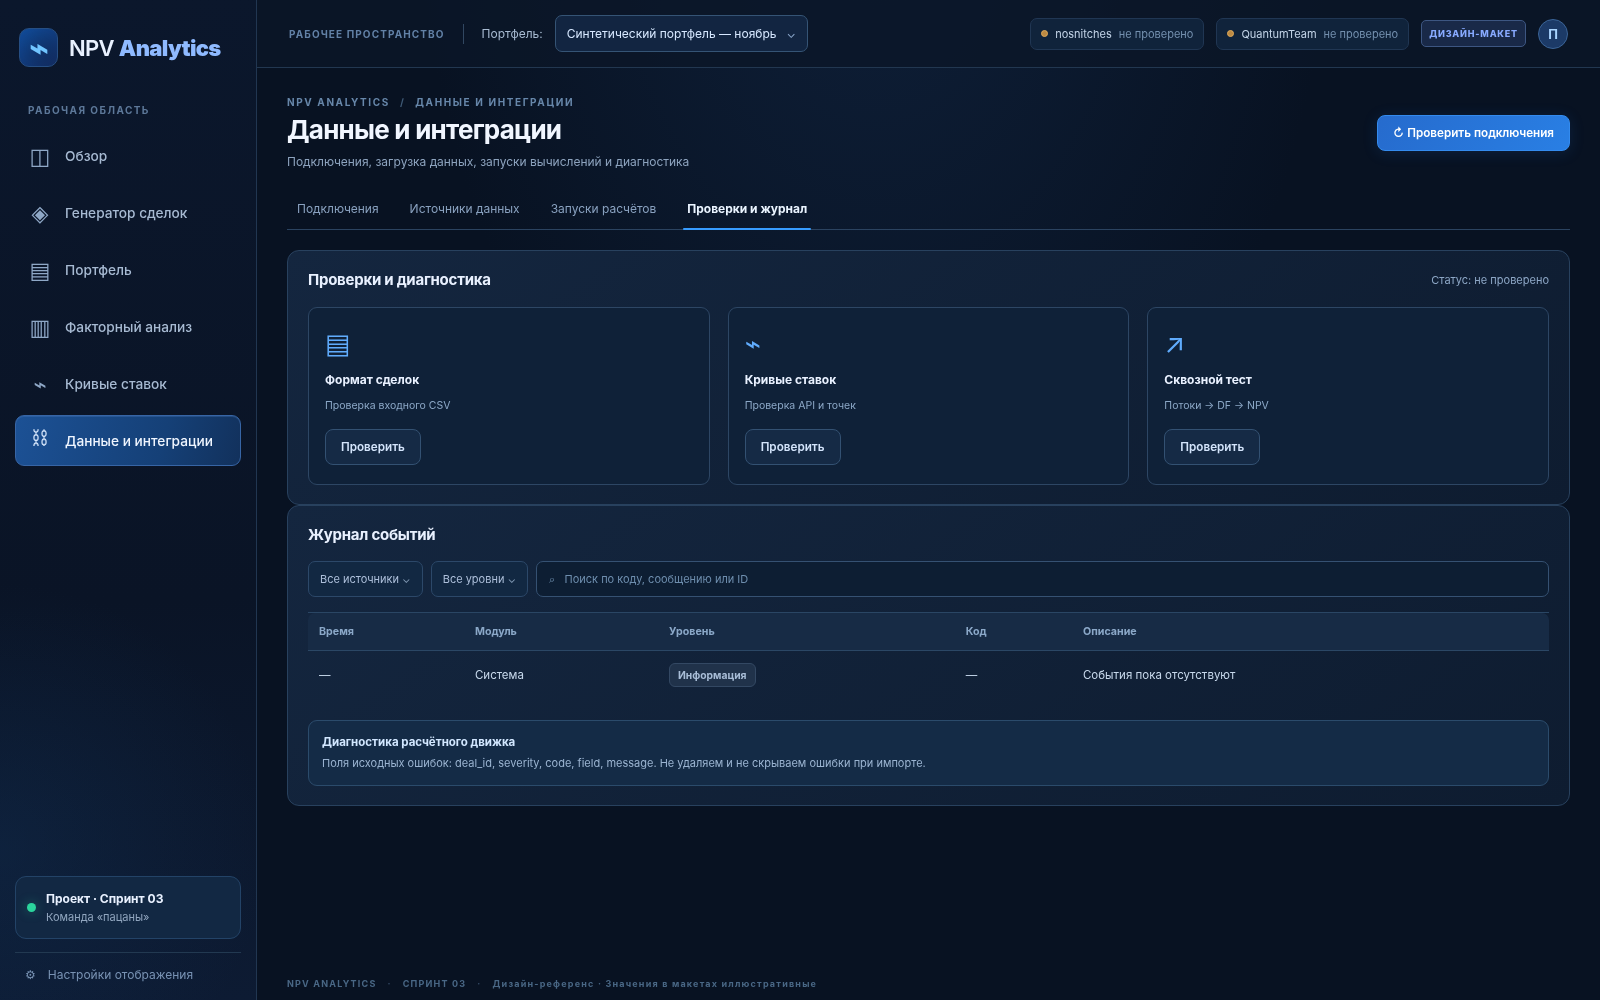 NPV Analytics
РАБОЧАЯ ОБЛАСТЬ
Обзор
Генератор сделок
Портфель
Факторный анализ
Кривые ставок
Данные и интеграции
Проект · Спринт 03
Команда «пацаны»
Настройки отображения
РАБОЧЕЕ ПРОСТРАНСТВО
Портфель: Синтетический портфель — ноябрь
nosnitches не проверено
QuantumTeam не проверено
ДИЗАЙН-МАКЕТ
П
NPV ANALYTICS / ДАННЫЕ И ИНТЕГРАЦИИ
Данные и интеграции
Подключения, загрузка данных, запуски вычислений и диагностика
↻ Проверить подключения
Подключения Источники данных Запуски расчётов Проверки и журнал
Проверки и диагностика
Статус: не проверено
Формат сделок
Проверка входного CSV
Проверить
Кривые ставок
Проверка API и точек
Проверить
Сквозной тест
Потоки → DF → NPV
Проверить
Журнал событий
Все источники Все уровни Поиск по коду, сообщению или ID
Время Модуль Уровень Код Описание
— Система Информация — События пока отсутствуют
Диагностика расчётного движка
Поля исходных ошибок: deal_id, severity, code, field, message. Не удаляем и не скрываем ошибки при импорте.
NPV ANALYTICS · СПРИНТ 03 · Дизайн-референс · Значения в макетах иллюстративные